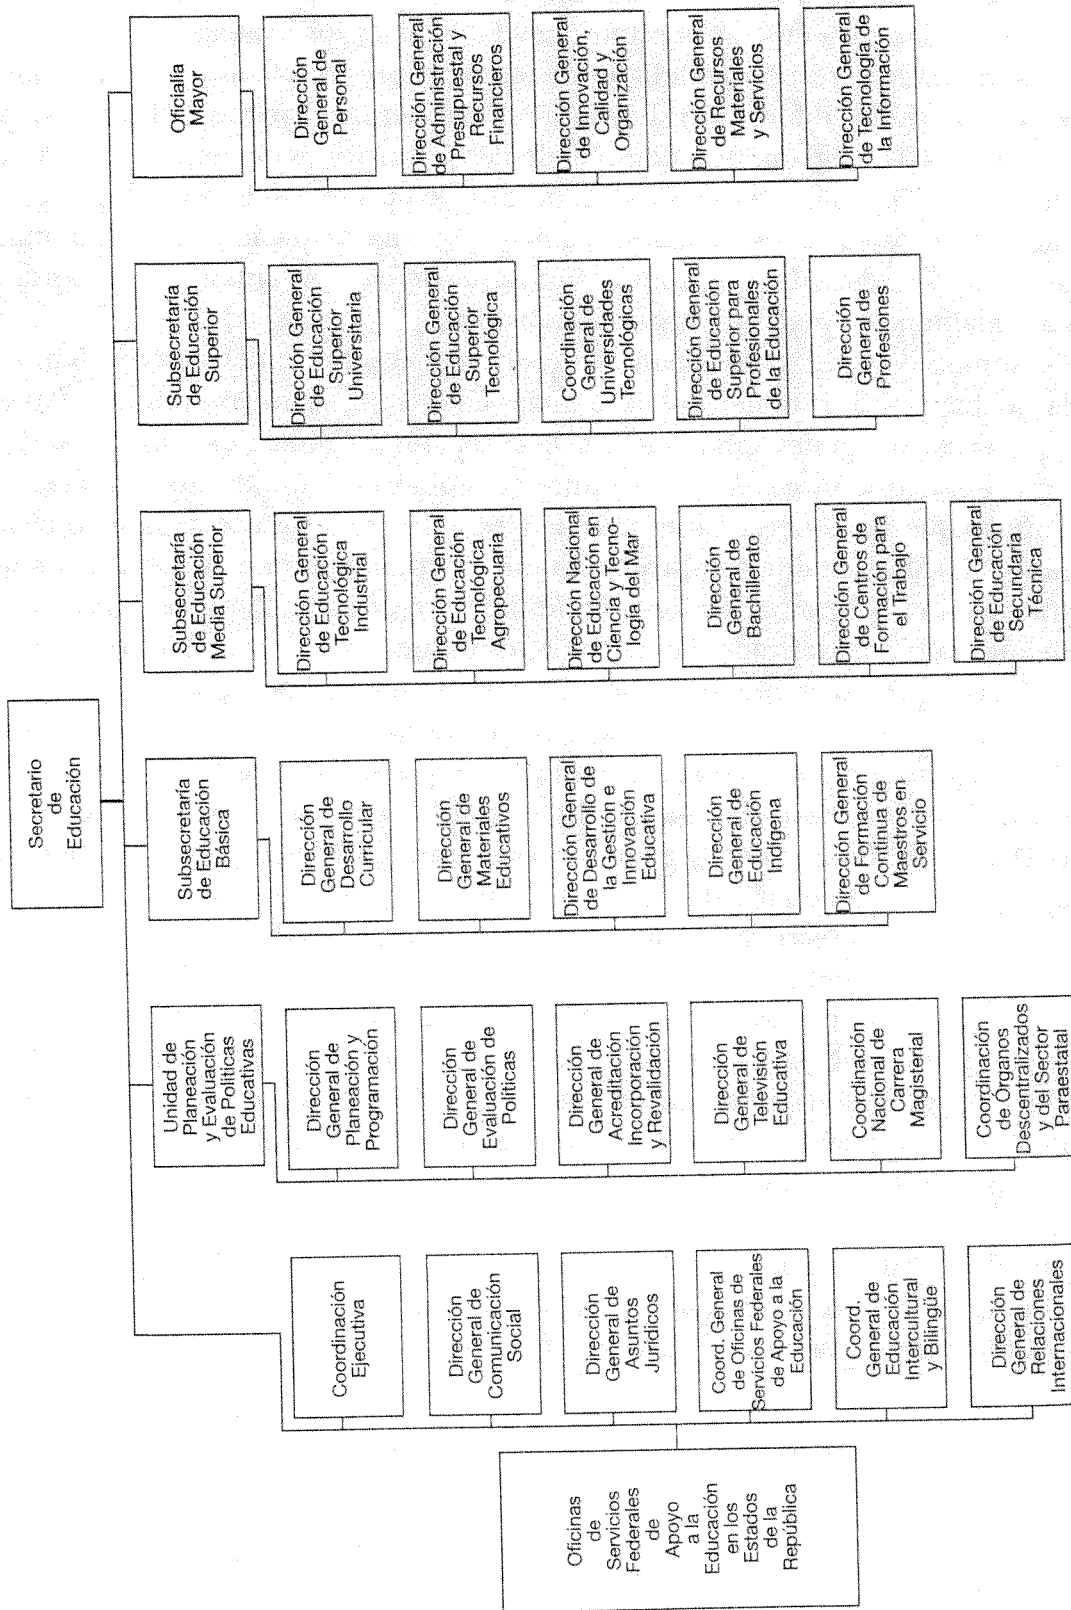 Secretario
de
Educación
Oficinas
de
Servicios
Federales
de
Apoyo
a la
Educación
en los
Estados
de la
República
Coordinación
Ejecutiva
Dirección
General de
Comunicación
Social
Dirección
General de
Asuntos
Jurídicos
Coord. General
de Oficinas de
Servicios Federales
de Apoyo a la
Educación
Coord.
General de
Educación
Intercultural
y Bilingüe
Dirección
General de
Relaciones
Internacionales
Unidad de
Planeación
y Evaluación
de Políticas
Educativas
Dirección
General de
Planeación y
Programación
Dirección
General de
Evaluación de
Políticas
Dirección
General de
Acreditación
Incorporación
y Revalidación
Dirección
General de
Televisión
Educativa
Coordinación
Nacional de
Carrera
Magisterial
Coordinación
de Órganos
Descentralizados
y del Sector
Paraestatal
Subsecretaría
de Educación
Básica
Dirección
General de
Desarrollo
Curricular
Dirección
General de
Materiales
Educativos
Dirección General
de Desarrollo de
la Gestión e
Innovación
Educativa
Dirección
General de
Educación
Indígena
Dirección General
de Formación
Continua de
Maestros en
Servicio
Subsecretaría
de Educación
Media Superior
Dirección General
de Educación
Tecnológica
Industrial
Dirección General
de Educación
Tecnológica
Agropecuaria
Dirección Nacional
de Educación en
Ciencia y Tecno-
logía del Mar
Dirección
General de
Bachillerato
Dirección General
de Centros de
Formación para
el Trabajo
Dirección General
de Educación
Secundaria
Técnica
Subsecretaría
de Educación
Superior
Dirección General
de Educación
Superior
Universitaria
Dirección General
de Educación
Superior
Tecnológica
Coordinación
General de
Universidades
Tecnológicas
Dirección General
de Educación
Superior para
Profesionales
de la Educación
Dirección
General de
Profesiones
Oficialía
Mayor
Dirección
General de
Personal
Dirección General
de Administración
Presupuestal y
Recursos
Financieros
Dirección General
de Innovación,
Calidad y
Organización
Dirección General
de Recursos
Materiales
y Servicios
Dirección General
de Tecnología de
la Información